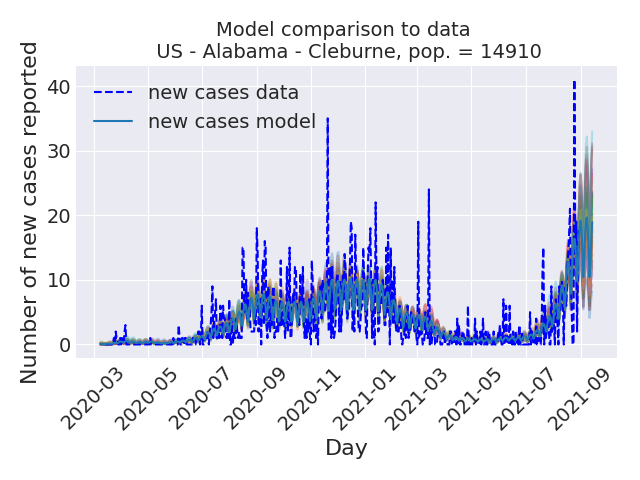 Model comparison to data
US - Alabama - Cleburne, pop. = 14910
Number of new cases reported
40
30
20
10
0
new cases data
new cases model
2020-03
2020-05
2020-07
2020-09
2020-11
2021-01
2021-03
2021-05
2021-07
2021-09
Day